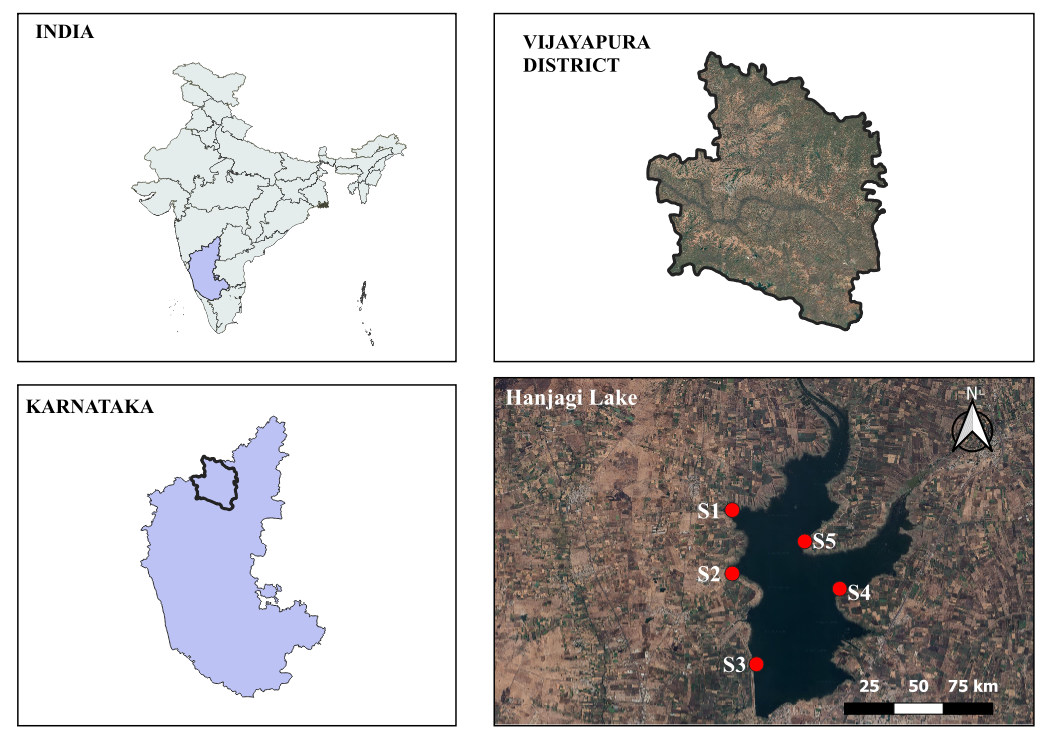 INDIA
VIJAYAPURA
DISTRICT
KARNATAKA
Hanjagi Lake
N
S1
S5
S2
S4
S3
25 50 75 km